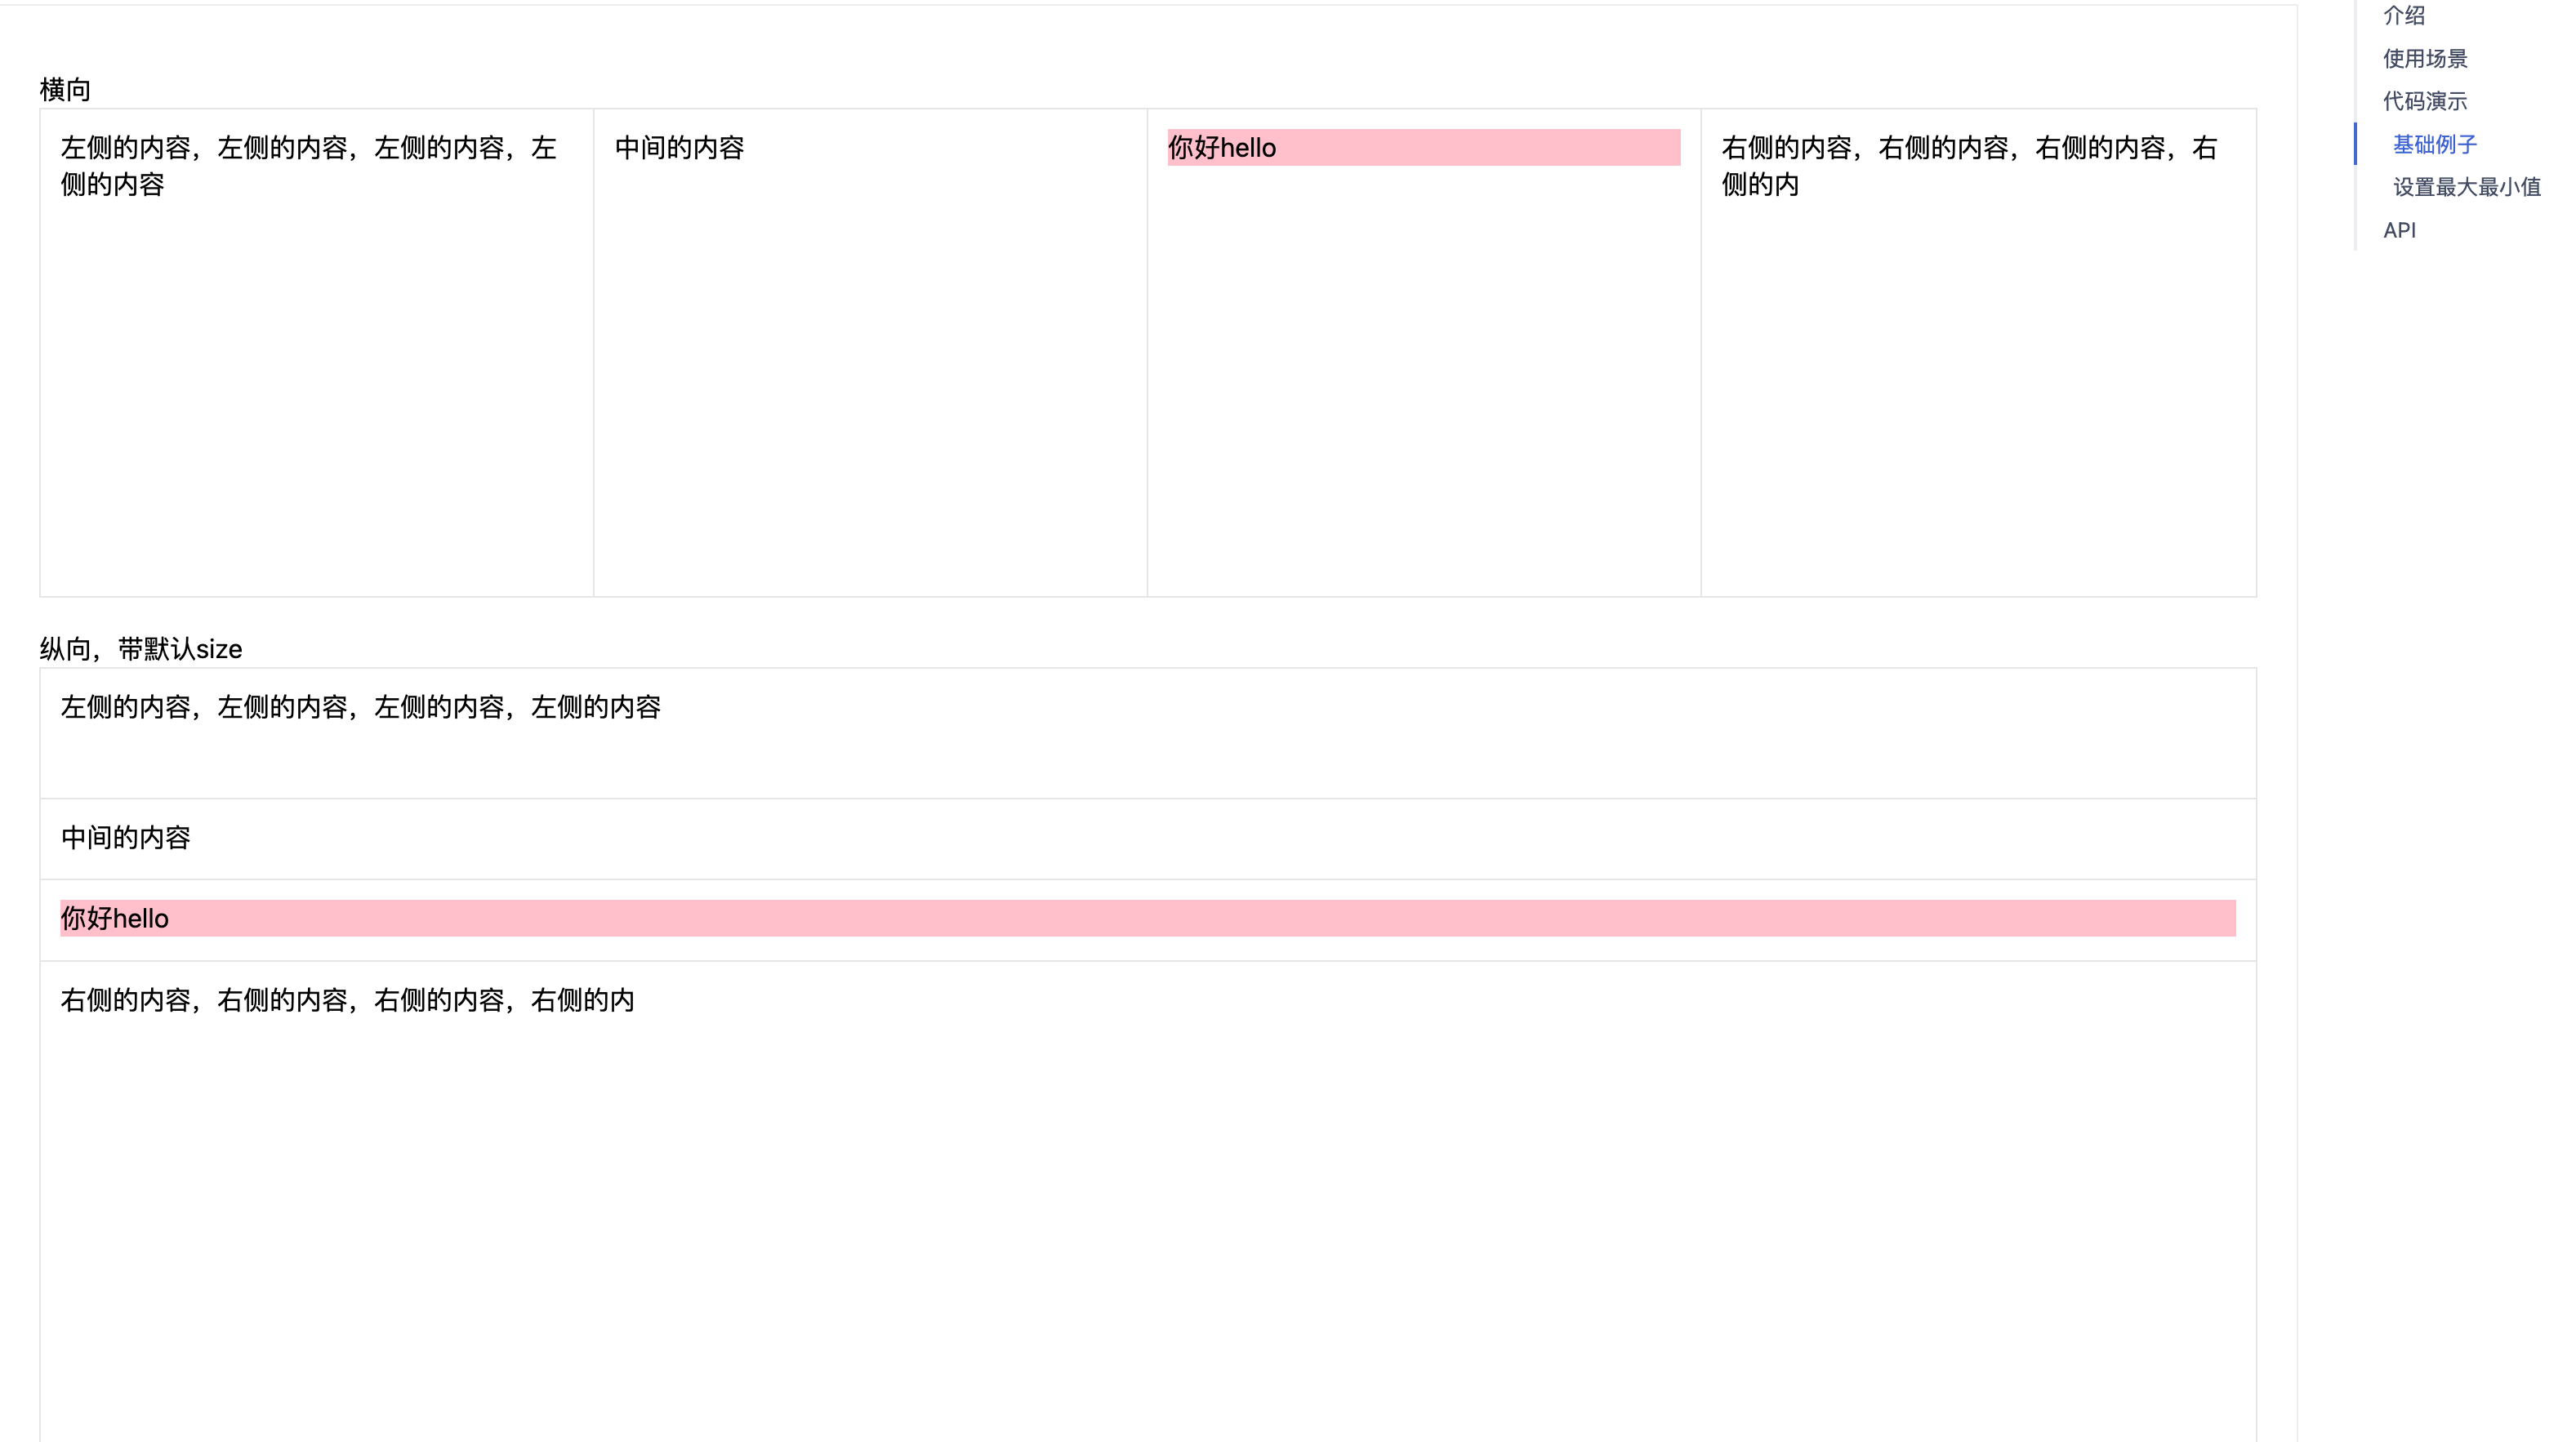 横向
左侧的内容，左侧的内容，左侧的内容，左
侧的内容
中间的内容
你好hello
右侧的内容，右侧的内容，右侧的内容，右
侧的内
纵向，带默认size
左侧的内容，左侧的内容，左侧的内容，左侧的内容
中间的内容
你好hello
右侧的内容，右侧的内容，右侧的内容，右侧的内
介绍
使用场景
代码演示
基础例子
设置最大最小值
API